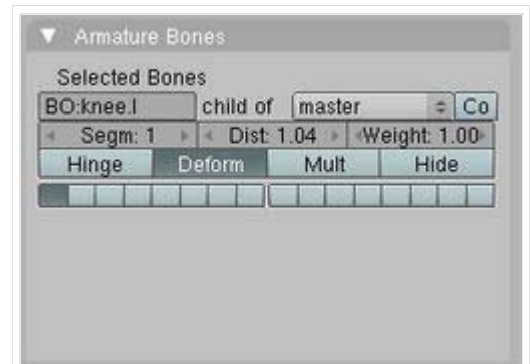 Armature Bones
Selected Bones
BO:knee.l child of master Co
Segm: 1 Dist: 1.04 Weight: 1.00
Hinge Deform Mult Hide